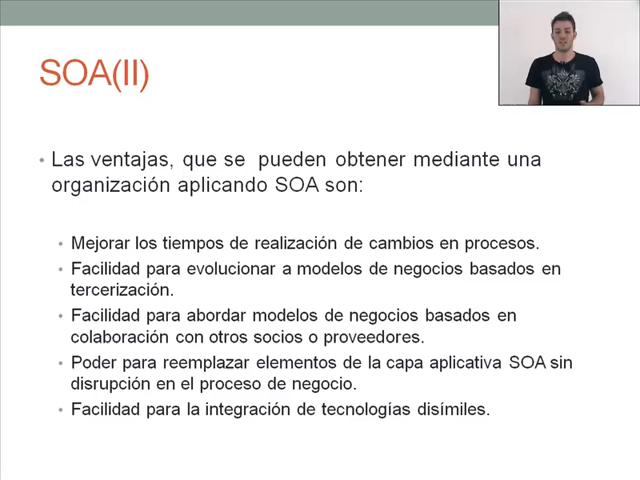 SOA(II)
• Las ventajas, que se pueden obtener mediante una
organización aplicando SOA son:
• Mejorar los tiempos de realización de cambios en procesos.
• Facilidad para evolucionar a modelos de negocios basados en
tercerización.
• Facilidad para abordar modelos de negocios basados en
colaboración con otros socios o proveedores.
• Poder para reemplazar elementos de la capa aplicativa SOA sin
disrupción en el proceso de negocio.
• Facilidad para la integración de tecnologías disímiles.